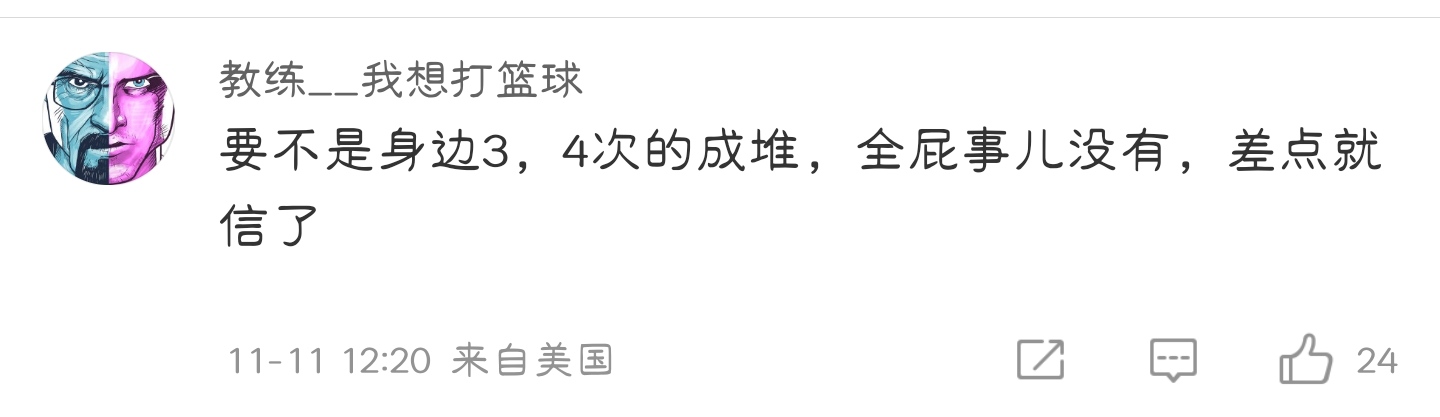 教练__我想打篮球
要不是身边3，4次的成堆，全屁事儿没有，差点就
信了
11-11 12:20 来自美国
24